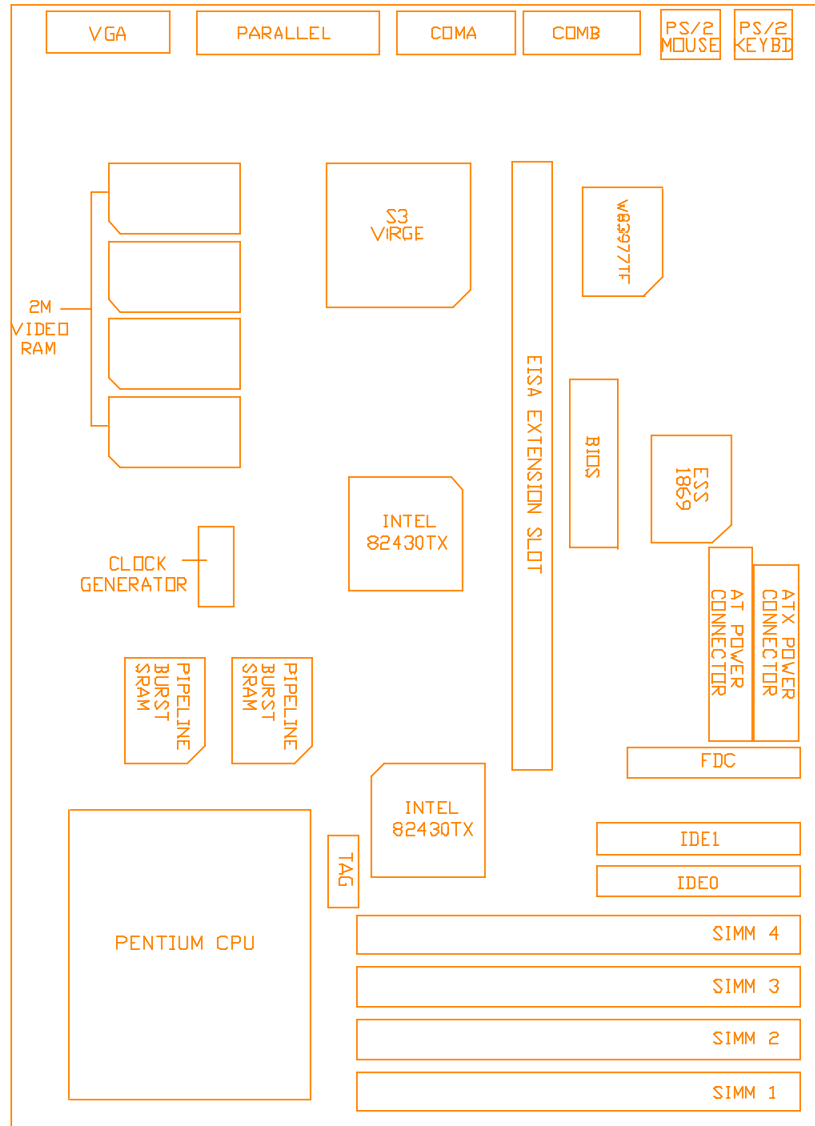 VGA
PARALLEL
COMA
COMB
PS/2
MOUSE
PS/2
KEYBD
S3
VIRGE
W83977TF
2M
VIDEO
RAM
EISA EXTENSION SLOT
BIOS
ESS
1869
INTEL
82430TX
CLOCK
GENERATOR
AT POWER
CONNECTOR
ATX POWER
CONNECTOR
PIPELINE
BURST
SRAM
PIPELINE
BURST
SRAM
FDC
INTEL
82430TX
IDE1
TAG
IDE0
PENTIUM CPU
SIMM 4
SIMM 3
SIMM 2
SIMM 1